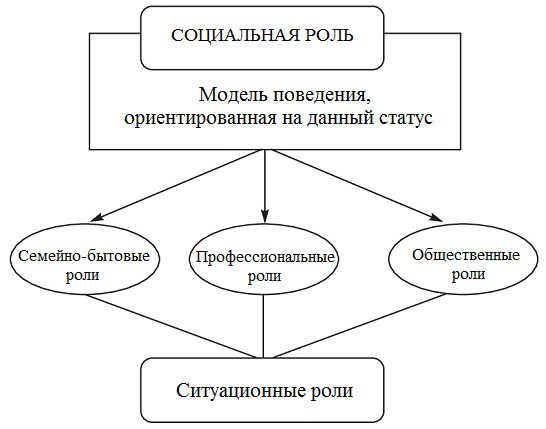 СОЦИАЛЬНАЯ РОЛЬ
Модель поведения,
ориентированная на данный статус
Семейно-бытовые
роли
Профессиональные
роли
Общественные
роли
Ситуационные роли